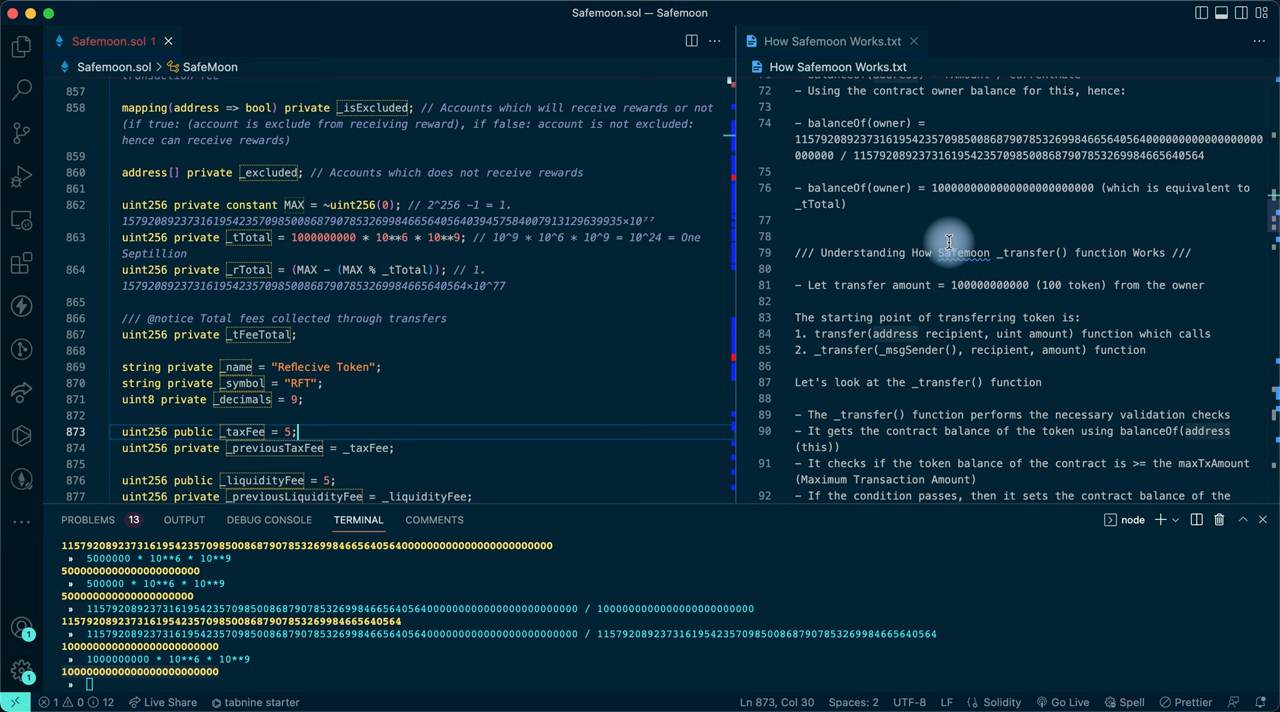 Safemoon.sol — Safemoon
Safemoon.sol 1
Safemoon.sol > SafeMoon
transaction fee
857
858 mapping(address => bool) private _isExcluded; // Accounts which will receive rewards or not
(if true: (account is exclude from receiving reward), if false: account is not excluded:
hence can receive rewards)
859
860 address[] private _excluded; // Accounts which does not receive rewards
861
862 uint256 private constant MAX = ~uint256(0); // 2^256 -1 = 1.
15792089237316195423570985008687907853269984665640564039457584007913129639935×10⁷⁷
863 uint256 private _tTotal = 1000000000 * 10**6 * 10**9; // 10^9 * 10^6 * 10^9 = 10^24 = One
Septillion
864 uint256 private _rTotal = (MAX - (MAX % _tTotal)); // 1.
15792089237316195423570985008687907853269984665640564×10^77
865
866 /// @notice Total fees collected through transfers
867 uint256 private _tFeeTotal;
868
869 string private _name = "Reflecive Token";
870 string private _symbol = "RFT";
871 uint8 private _decimals = 9;
872
873 uint256 public _taxFee = 5;
874 uint256 private _previousTaxFee = _taxFee;
875
876 uint256 public _liquidityFee = 5;
877 uint256 private _previousLiquidityFee = _liquidityFee;
How Safemoon Works.txt
How Safemoon Works.txt
71 - balanceOf(address) = rAmount / currentRate
72 - Using the contract owner balance for this, hence:
73
74 - balanceOf(owner) =
115792089237316195423570985008687907853269984665640564000000000000000000
000000 / 115792089237316195423570985008687907853269984665640564
75
76 - balanceOf(owner) = 1000000000000000000000000 (which is equivalent to
_tTotal)
77
78
79 /// Understanding How Safemoon _transfer() function Works ///
80
81 - Let transfer amount = 100000000000 (100 token) from the owner
82
83 The starting point of transferring token is:
84 1. transfer(address recipient, uint amount) function which calls
85 2. _transfer(_msgSender(), recipient, amount) function
86
87 Let's look at the _transfer() function
88
89 - The _transfer() function performs the necessary validation checks
90 - It gets the contract balance of the token using balanceOf(address
(this))
91 - It checks if the token balance of the contract is >= the maxTxAmount
(Maximum Transaction Amount)
92 - If the condition passes, then it sets the contract balance of the
PROBLEMS 13 OUTPUT DEBUG CONSOLE TERMINAL COMMENTS
node
115792089237316195423570985008687907853269984665640564000000000000000000000000
» 5000000 * 10**6 * 10**9
5000000000000000000000
» 500000 * 10**6 * 10**9
500000000000000000000
» 115792089237316195423570985008687907853269984665640564000000000000000000000000 / 1000000000000000000000000
115792089237316195423570985008687907853269984665640564
» 115792089237316195423570985008687907853269984665640564000000000000000000000000 / 115792089237316195423570985008687907853269984665640564
1000000000000000000000000
» 1000000000 * 10**6 * 10**9
1000000000000000000000000
»
1
1
1 0 12 Live Share tabnine starter Ln 873, Col 30 Spaces: 2 UTF-8 LF Solidity Go Live Spell Prettier